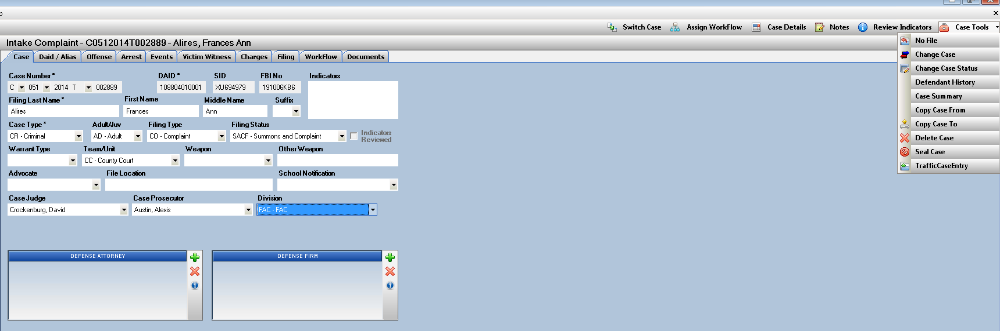 Switch Case Assign WorkFlow Case Details Notes Review Indicators Case Tools
Intake Complaint - C0512014T002889 - Alires, Frances Ann
No File
Change Case
Change Case Status
Defendant History
Case Summary
Copy Case From
Copy Case To
Delete Case
Seal Case
TrafficCaseEntry
Case Daid / Alias Offense Arrest Events Victim Witness Charges Filing WorkFlow Documents
Case Number * DAID * SID FBI No Indicators
C 051 2014 T 002889 108804010001 XU694979 191006KB6
Filing Last Name * First Name Middle Name Suffix
Alires Frances Ann
Case Type * Adult/Juv Filing Type Filing Status
CR - Criminal AD - Adult CO - Complaint SACF - Summons and Complaint Indicators
Reviewed
Warrant Type Team/Unit Weapon Other Weapon
CC - County Court
Advocate File Location School Notification
Case Judge Case Prosecutor Division
Crockenburg, David Austin, Alexis FAC - FAC
DEFENSE ATTORNEY DEFENSE FIRM